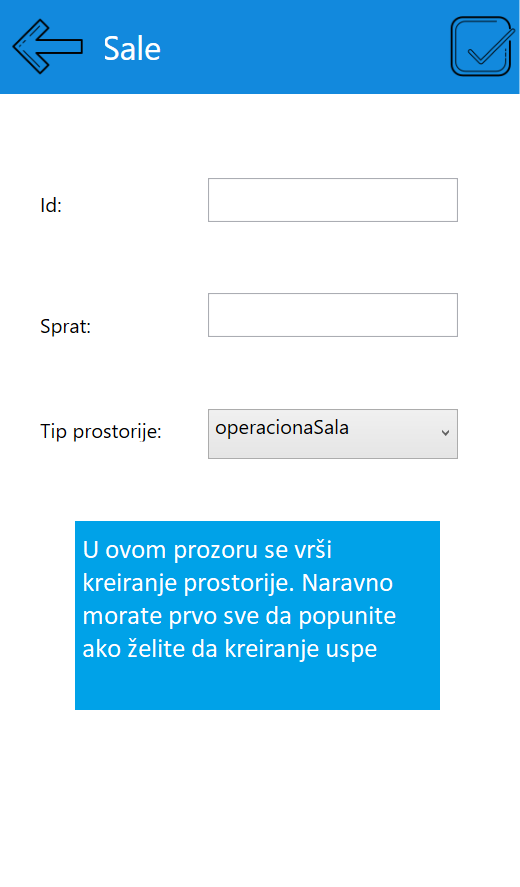 Sale
Id:
Sprat:
Tip prostorije:
operacionaSala
U ovom prozoru se vrši
kreiranje prostorije. Naravno
morate prvo sve da popunite
ako želite da kreiranje uspe